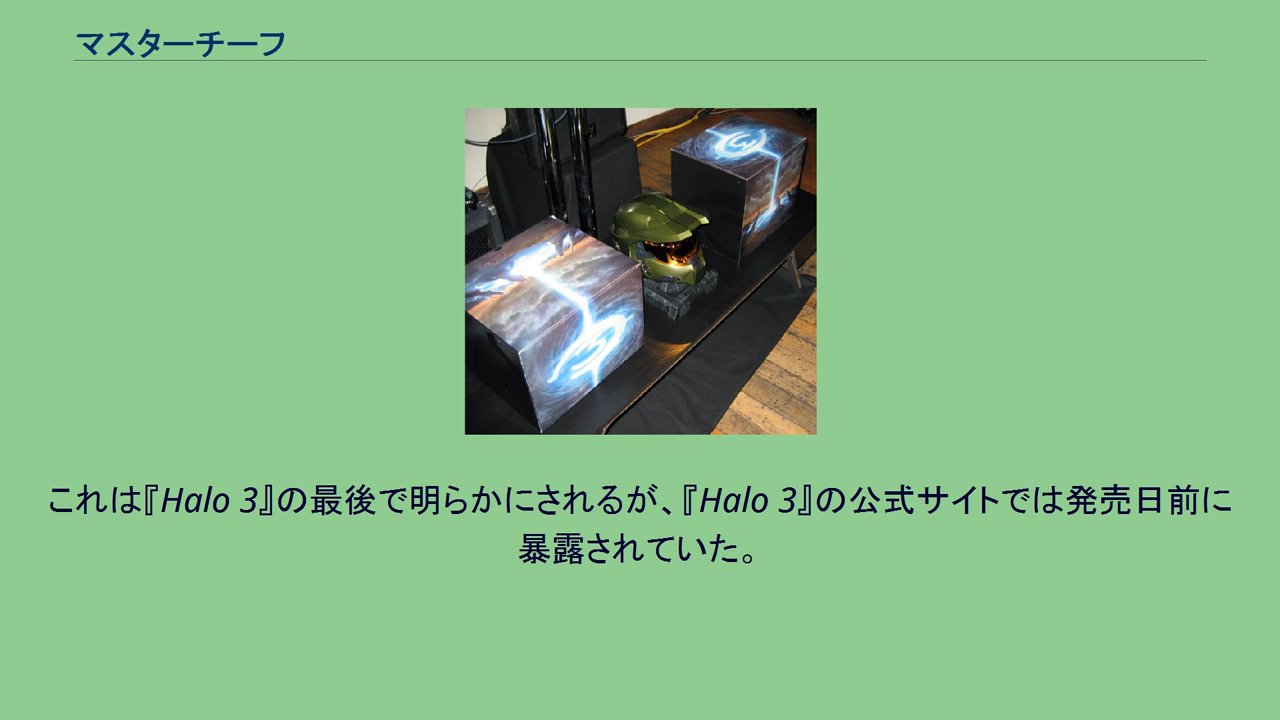 マスターチーフ
これは『Halo 3』の最後で明らかにされるが、『Halo 3』の公式サイトでは発売日前に
暴露されていた。